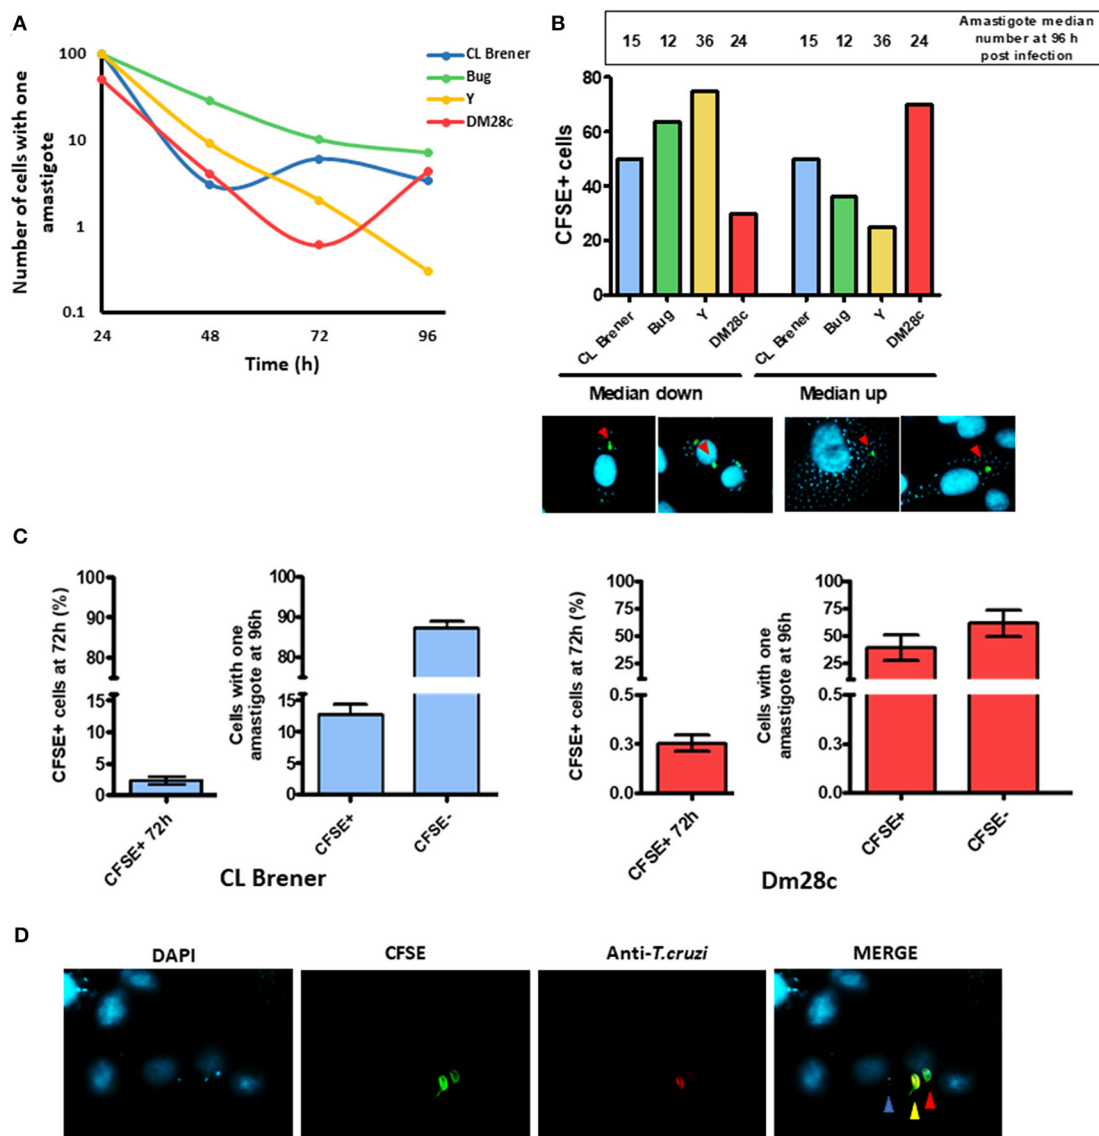 A
Number of cells with one
amastigote
100
10
1
0.1
24 48 72 96
Time (h)
CL Brener
Bug
Y
DM28c
B
15 12 36 24 15 12 36 24
Amastigote median
number at 96 h
post infection
CFSE+ cells
80
60
40
20
0
CL Brener
Bug
Y
DM28c
CL Brener
Bug
Y
DM28c
Median down
Median up
C
CFSE+ cells at 72h (%)
100
90
80
15
10
5
0
CFSE+ 72h
Cells with one
amastigote at 96h
100
90
80
15
10
5
0
CFSE+
CFSE-
CL Brener
CFSE+ cells at 72h (%)
100
75
50
25
0.5
0.3
0.0
CFSE+ 72h
Cells with one
amastigote at 96h
100
75
50
25
0.5
0.3
0.0
CFSE+
CFSE-
Dm28c
D
DAPI
CFSE
Anti-T.cruzi
MERGE